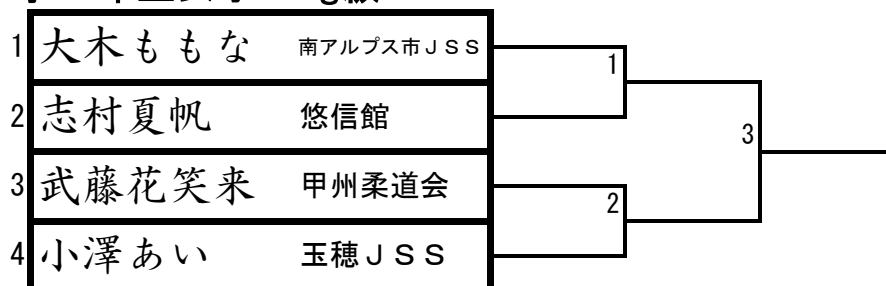 1 大木ももな 南アルプス市JSS
2 志村夏帆 悠信館
3 武藤花笑来 甲州柔道会
4 小澤あい 玉穂JSS
1
3
2